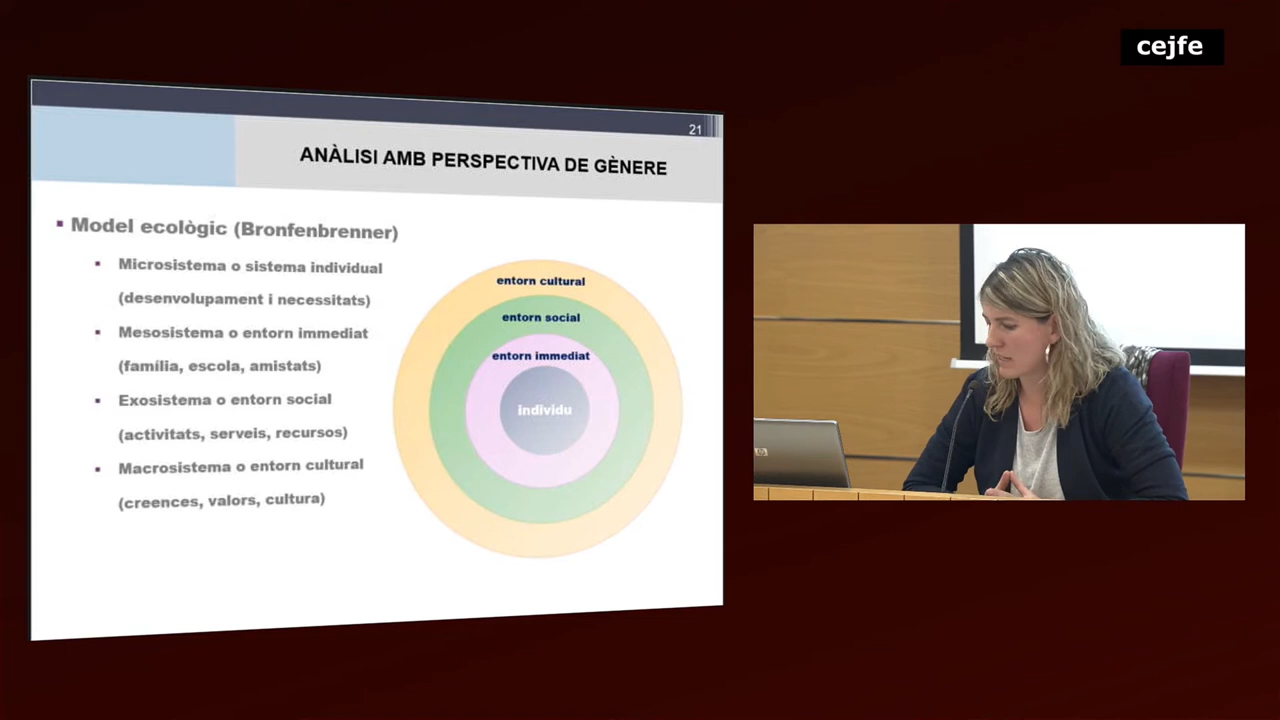 cejfe
21
ANÀLISI AMB PERSPECTIVA DE GÈNERE
▪ Model ecològic (Bronfenbrenner)
▪ Microsistema o sistema individual
(desenvolupament i necessitats)
▪ Mesosistema o entorn immediat
(família, escola, amistats)
▪ Exosistema o entorn social
(activitats, serveis, recursos)
▪ Macrosistema o entorn cultural
(creences, valors, cultura)
entorn cultural
entorn social
entorn immediat
individu